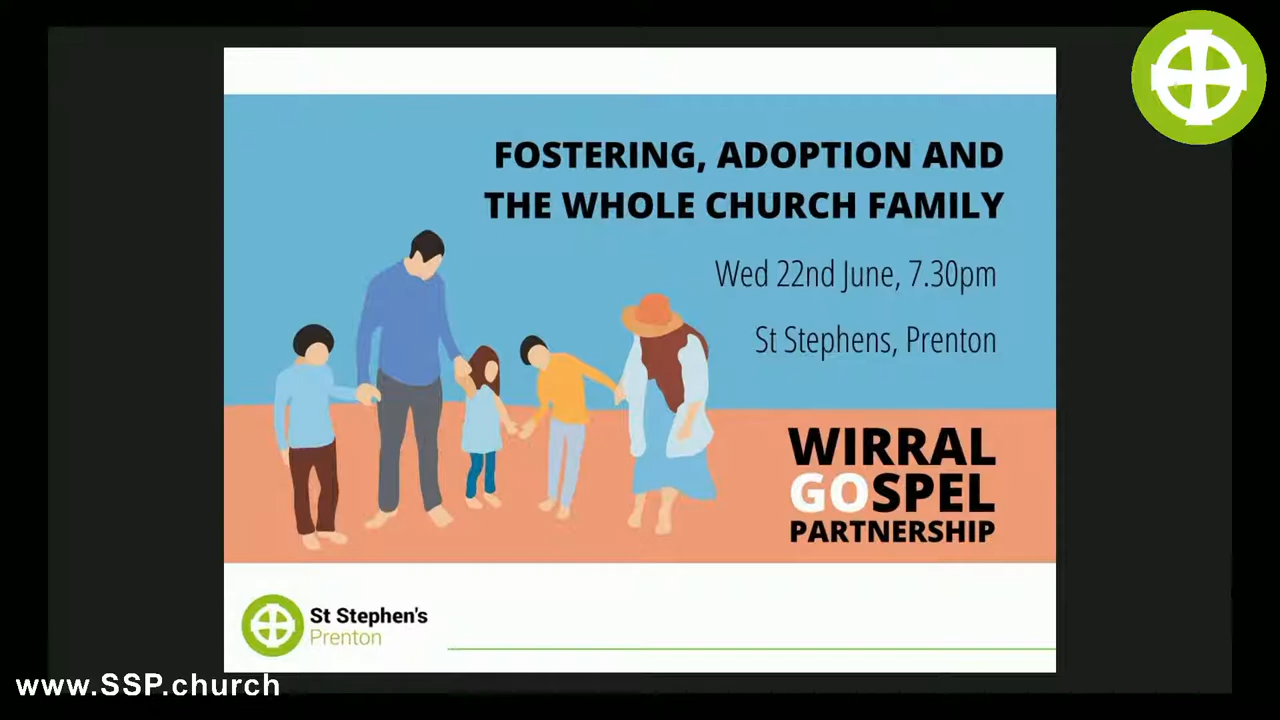 FOSTERING, ADOPTION AND
THE WHOLE CHURCH FAMILY
Wed 22nd June, 7.30pm
St Stephens, Prenton
WIRRAL
GOSPEL
PARTNERSHIP
St Stephen's
Prenton
www.SSP.church